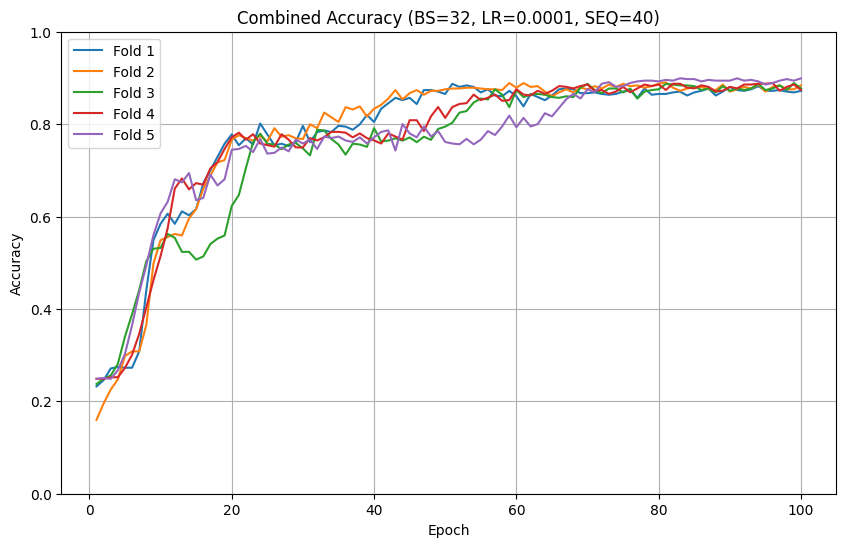 Combined Accuracy (BS=32, LR=0.0001, SEQ=40)
Fold 1
Fold 2
Fold 3
Fold 4
Fold 5
Accuracy
1.0
0.8
0.6
0.4
0.2
0.0
0 20 40 60 80 100
Epoch